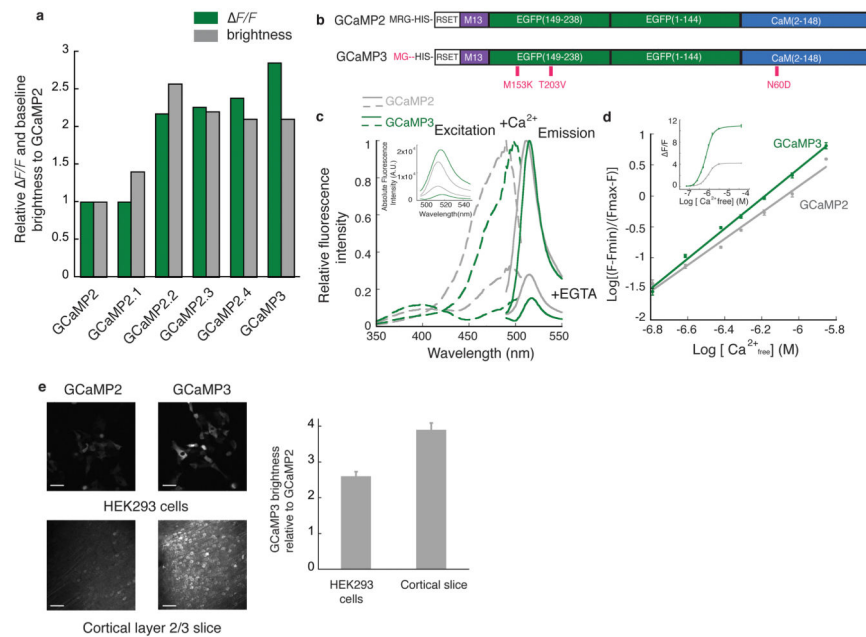 a
ΔF/F
brightness
Relative ΔF/F and baseline
brightness to GCaMP2
3
2.5
2
1.5
1
0.5
0
GCaMP2
GCaMP2.1
GCaMP2.2
GCaMP2.3
GCaMP2.4
GCaMP3
b
GCaMP2 MRG-HIS- RSET M13 EGFP(149-238) EGFP(1-144) CaM(2-148)
GCaMP3 MG--HIS- RSET M13 EGFP(149-238) EGFP(1-144) CaM(2-148)
M153K T203V N60D
c
GCaMP2
GCaMP3
Excitation
+Ca²⁺
Emission
+EGTA
Relative fluorescence
intensity
1
0.8
0.6
0.4
0.2
0
350 400 450 500 550
Wavelength (nm)
Absolute Fluorescence
Intensity (A.U.)
2x10⁷
1x10⁷
0
500 520 540
Wavelength(nm)
d
Log[(F-Fmin)/(Fmax-F)]
1
0.5
0
-0.5
-1
-1.5
-2
-6.8 -6.6 -6.4 -6.2 -6 -5.8
Log [ Ca²⁺free] (M)
GCaMP3
GCaMP2
ΔF/F
12
8
4
0
-7 -6 -5 -4
Log [ Ca²⁺free] (M)
e
GCaMP2 GCaMP3
HEK293 cells
Cortical layer 2/3 slice
GCaMP3 brightness
relative to GCaMP2
4
3
2
1
0
HEK293
cells
Cortical slice